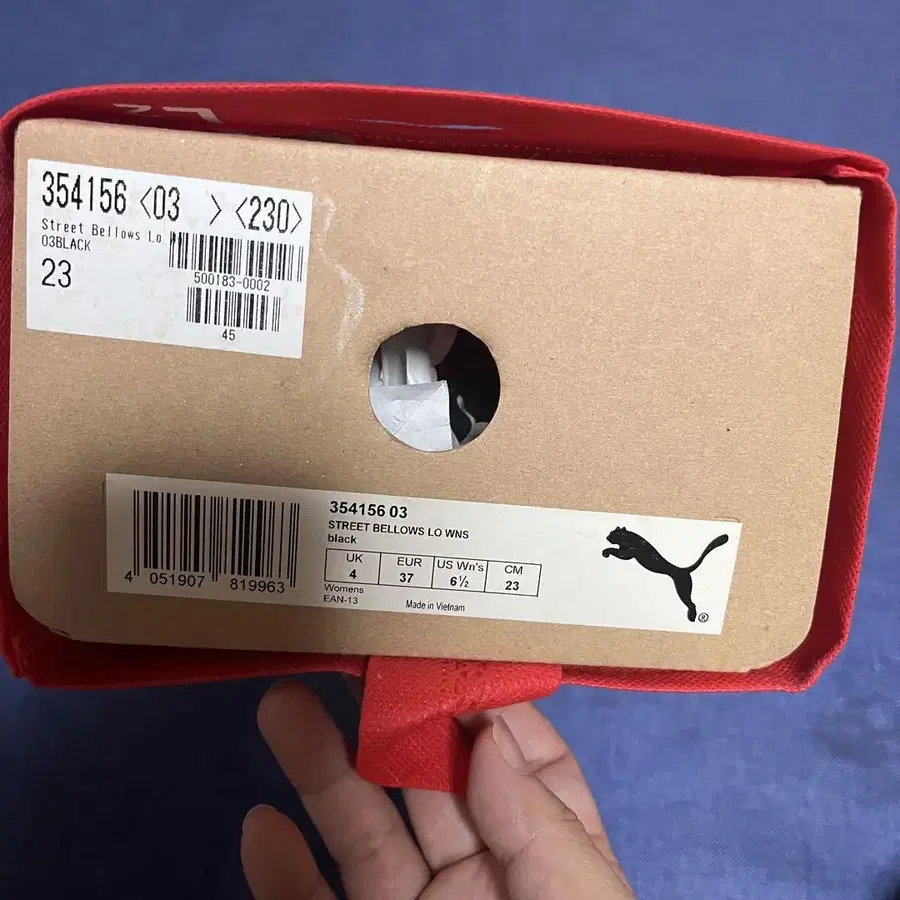 354156 <03 > <230>
Street Bellows Lo
03BLACK
23
500183-0002
45
354156 03
STREET BELLOWS LO WNS
black
UK EUR US Wn's CM
4 37 6½ 23
Womens
EAN-13
Made in Vietnam
4 051907 819963
®